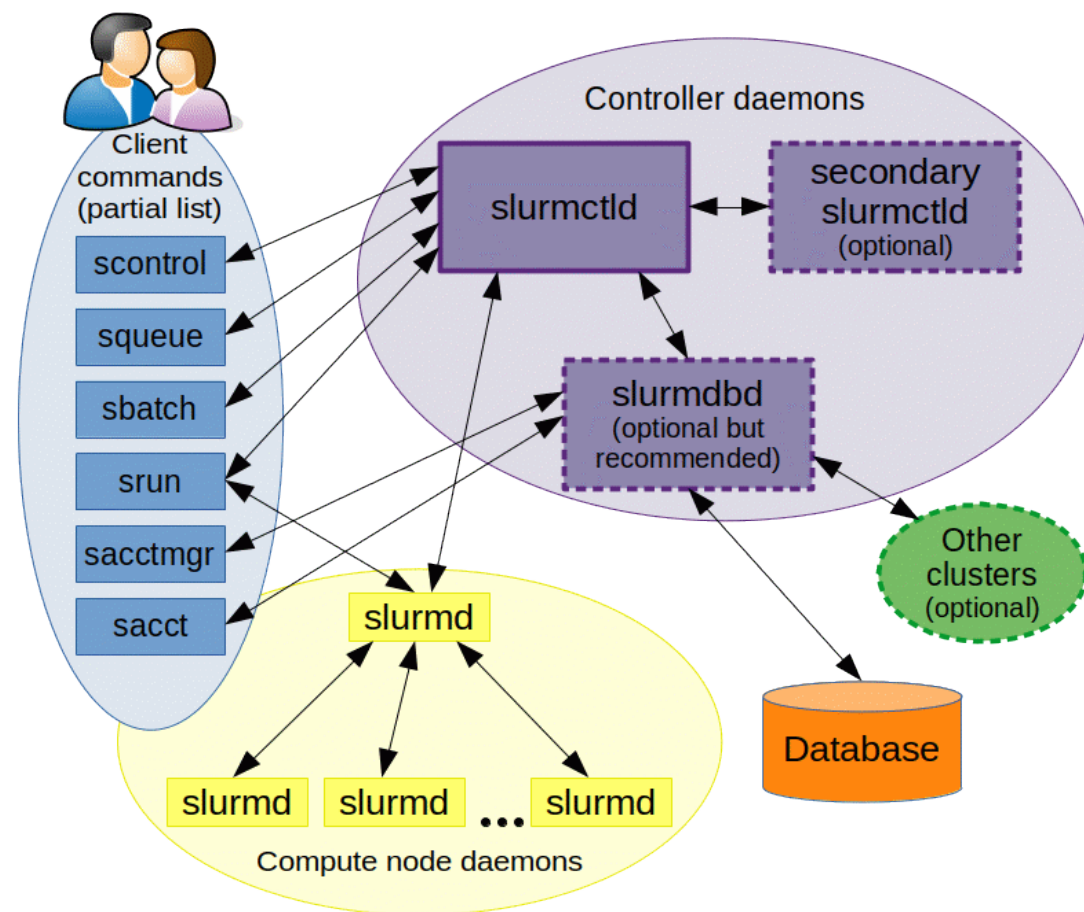 Client
commands
(partial list)
scontrol
squeue
sbatch
srun
sacctmgr
sacct
Controller daemons
slurmctld
secondary
slurmctld
(optional)
slurmdbd
(optional but
recommended)
Other
clusters
(optional)
Database
slurmd
slurmd
slurmd
...
slurmd
Compute node daemons